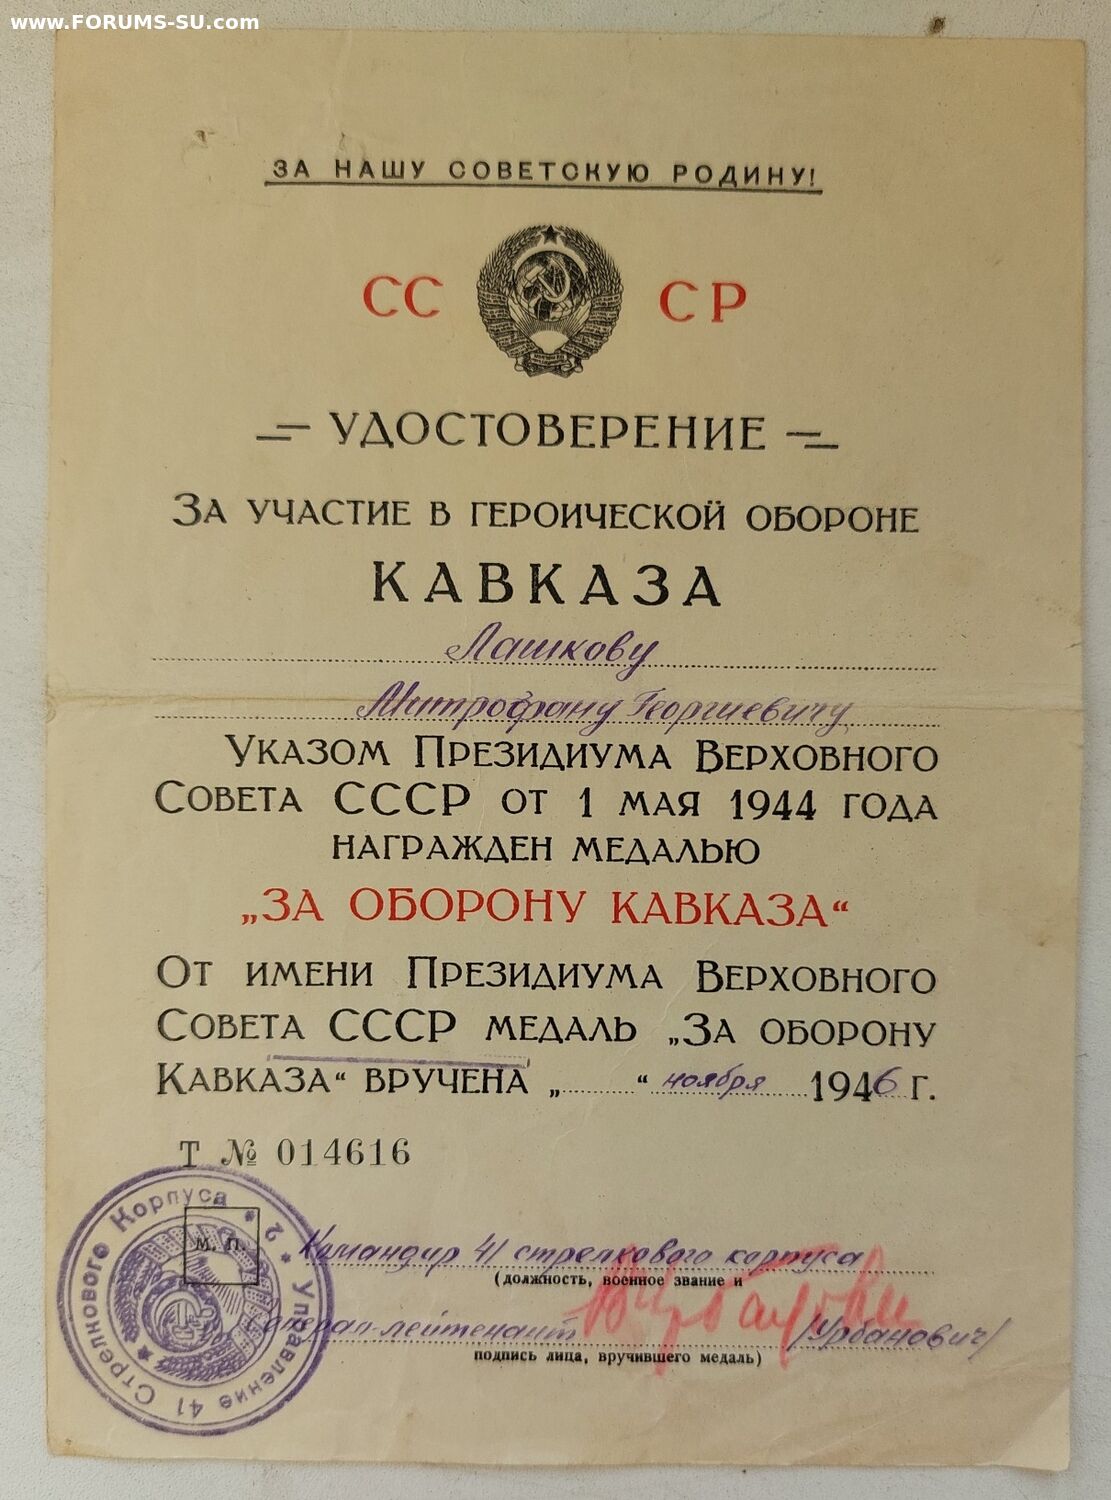 www.FORUMS-SU.com
ЗА НАШУ СОВЕТСКУЮ РОДИНУ!
СС СР
УДОСТОВЕРЕНИЕ
ЗА УЧАСТИЕ В ГЕРОИЧЕСКОЙ ОБОРОНЕ
КАВКАЗА
Лашкову
Митрофану Георгиевичу
УКАЗОМ ПРЕЗИДИУМА ВЕРХОВНОГО
СОВЕТА СССР ОТ 1 МАЯ 1944 ГОДА
НАГРАЖДЕН МЕДАЛЬЮ
„ЗА ОБОРОНУ КАВКАЗА“
ОТ ИМЕНИ ПРЕЗИДИУМА ВЕРХОВНОГО
СОВЕТА СССР МЕДАЛЬ „ЗА ОБОРОНУ
КАВКАЗА“ ВРУЧЕНА „ “ ноября 1946 Г.
Т № 014616
М. П.
Командир 41 стрелкового корпуса
(должность, военное звание и
Генерал-лейтенант /Урбанович/
подпись лица, вручившего медаль)
Управление 41 Стрелкового Корпуса * 2 *